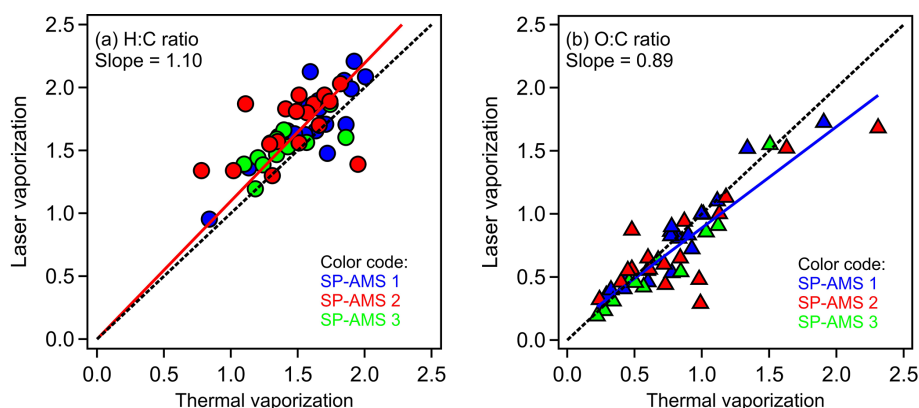 (a) H:C ratio
Slope = 1.10
Laser vaporization
2.5
2.0
1.5
1.0
0.5
0.0
Color code:
SP-AMS 1
SP-AMS 2
SP-AMS 3
0.0 0.5 1.0 1.5 2.0 2.5
Thermal vaporization
(b) O:C ratio
Slope = 0.89
Laser vaporization
2.5
2.0
1.5
1.0
0.5
0.0
Color code:
SP-AMS 1
SP-AMS 2
SP-AMS 3
0.0 0.5 1.0 1.5 2.0 2.5
Thermal vaporization